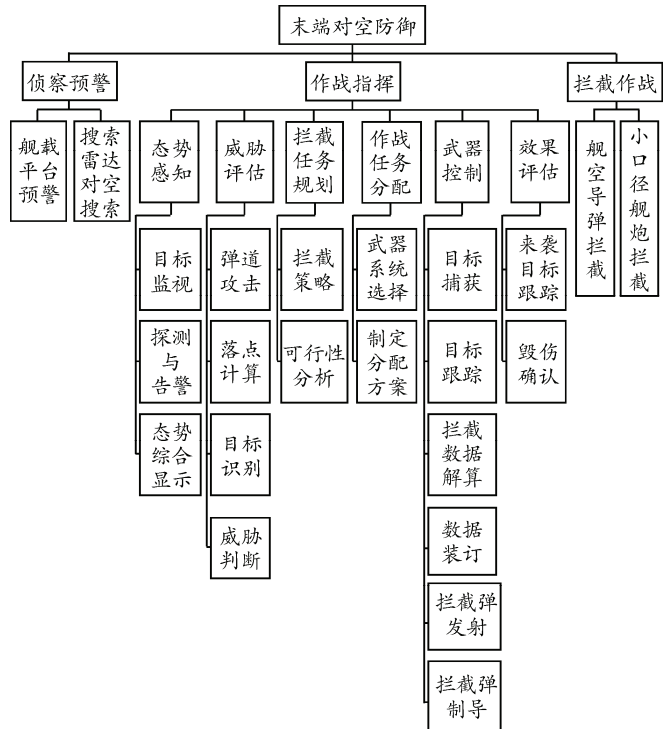 末端对空防御
侦察预警
作战指挥
拦截作战
舰载
平台
预警
搜索
雷达
对空
搜索
态势
感知
威胁
评估
拦截
任务
规划
作战
任务
分配
武器
控制
效果
评估
舰空导弹拦截
小口径舰炮拦截
目标
监视
弹道
攻击
拦截
策略
武器
系统
选择
目标
捕获
来袭
目标
跟踪
探测
与
告警
落点
计算
可行性
分析
制定
分配
方案
目标
跟踪
毁伤
确认
态势
综合
显示
目标
识别
拦截
数据
解算
威胁
判断
数据
装订
拦截弹
发射
拦截弹
制导